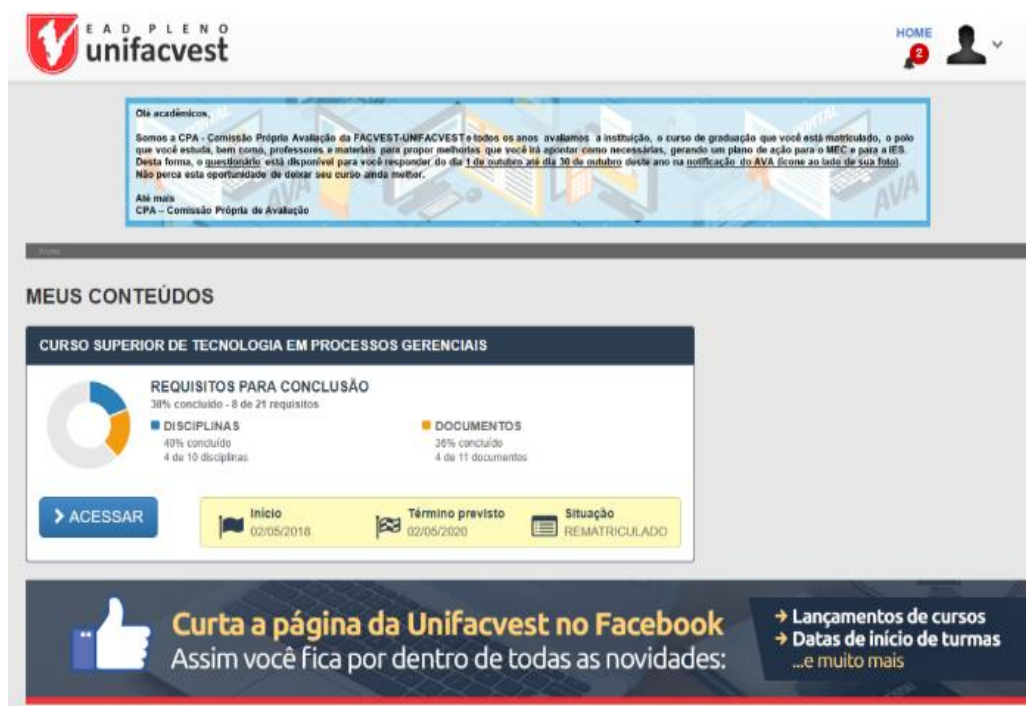 EAD PLENO
unifacvest
HOME
2
Olá acadêmicos,
Somos a CPA - Comissão Própria Avaliação da FACVEST-UNIFACVEST e todos os anos avaliamos a instituição, o curso de graduação que você está matriculado, o polo
que você estuda, bem como, professores e materiais para propor melhorias que você irá apontar como necessárias, gerando um plano de ação para o MEC e para a IES.
Desta forma, o questionário está disponível para você responder do dia 1 de outubro até dia 30 de outubro deste ano na notificação do AVA (ícone ao lado de sua foto).
Não perca esta oportunidade de deixar seu curso ainda melhor.
Até mais
CPA – Comissão Própria de Avaliação
PORTAL
AVA
AVA
Home
MEUS CONTEÚDOS
CURSO SUPERIOR DE TECNOLOGIA EM PROCESSOS GERENCIAIS
REQUISITOS PARA CONCLUSÃO
38% concluído - 8 de 21 requisitos
DISCIPLINAS
40% concluído
4 de 10 disciplinas
DOCUMENTOS
36% concluído
4 de 11 documentos
ACESSAR
Início
02/05/2018
Término previsto
02/05/2020
Situação
REMATRICULADO
Curta a página da Unifacvest no Facebook
Assim você fica por dentro de todas as novidades:
Lançamentos de cursos
Datas de início de turmas
...e muito mais